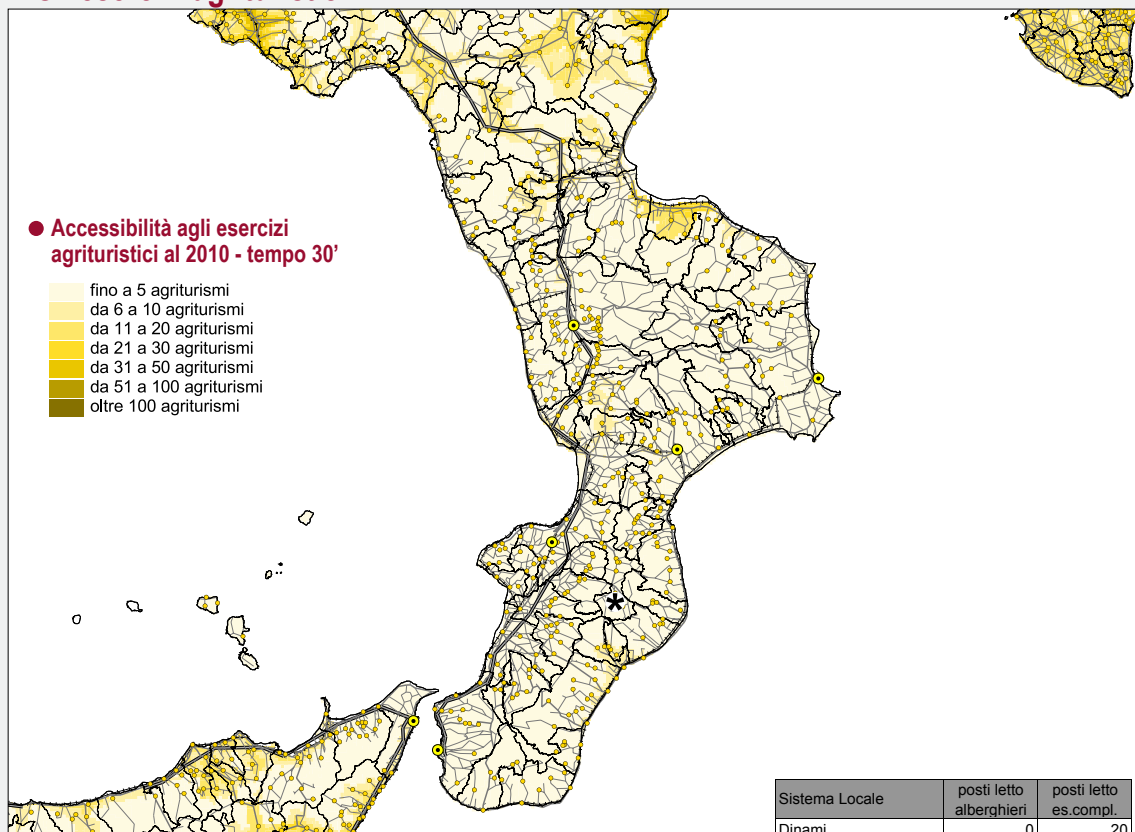 ● Accessibilità agli esercizi
agrituristici al 2010 - tempo 30'
fino a 5 agriturismi
da 6 a 10 agriturismi
da 11 a 20 agriturismi
da 21 a 30 agriturismi
da 31 a 50 agriturismi
da 51 a 100 agriturismi
oltre 100 agriturismi
*
Sistema Locale posti letto alberghieri posti letto es.compl.
Dinami 0 20